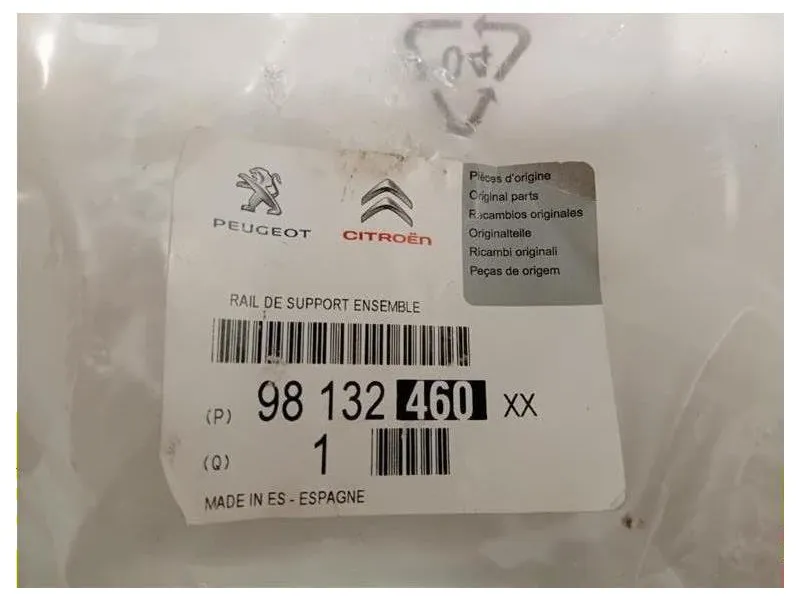 04
PEUGEOT
CITROËN
Pièces d'origine
Original parts
Recambios originales
Originalteile
Ricambi originali
Peças de origem
RAIL DE SUPPORT ENSEMBLE
(P) 98 132 460 XX
(Q) 1
MADE IN ES - ESPAGNE